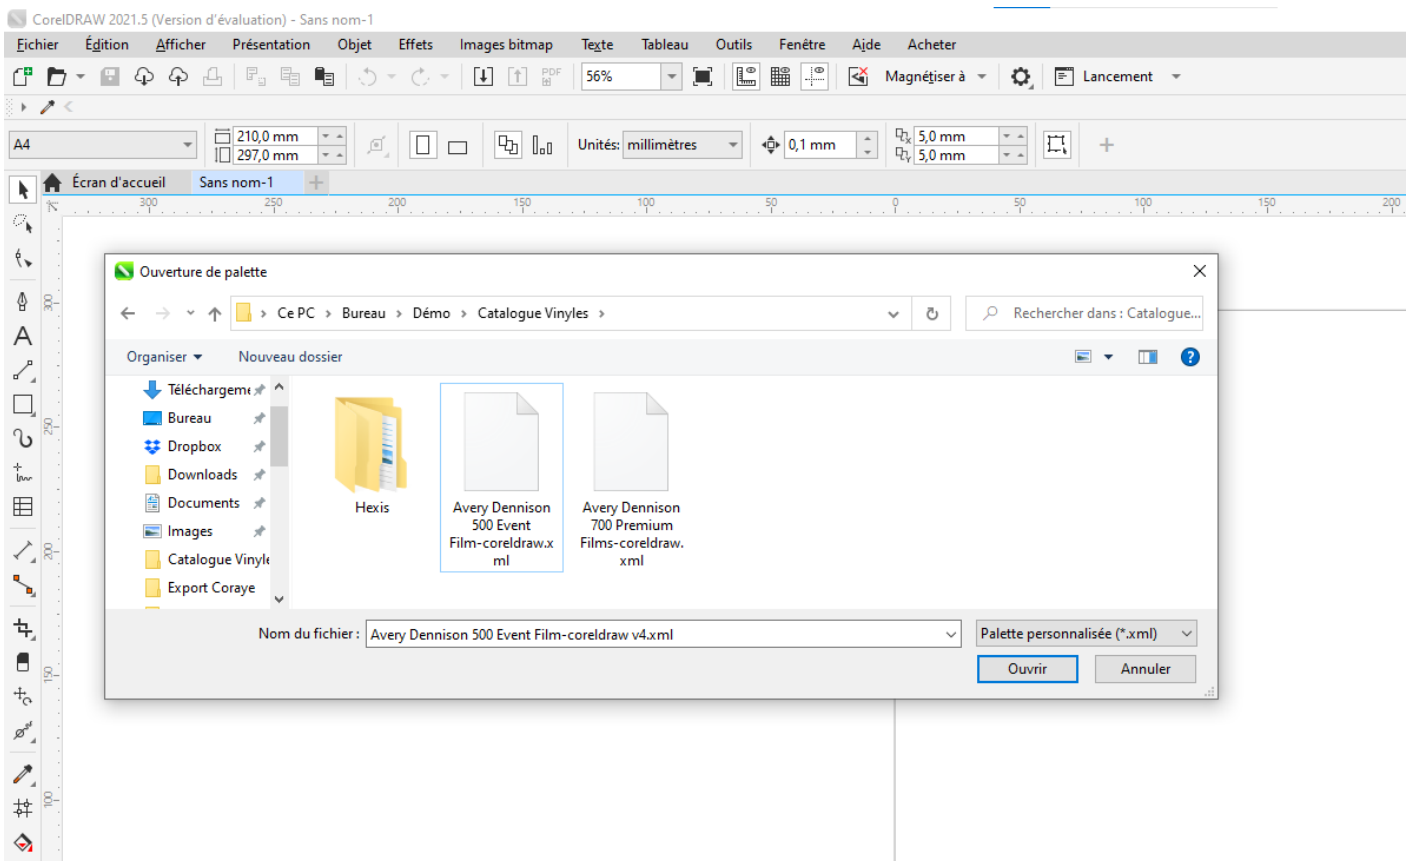 CorelDRAW 2021.5 (Version d'évaluation) - Sans nom-1
Fichier Édition Afficher Présentation Objet Effets Images bitmap Texte Tableau Outils Fenêtre Aide Acheter
PDF 56% Magnétiser à Lancement
A4 210,0 mm 297,0 mm Unités: millimètres 0,1 mm 5,0 mm 5,0 mm
Écran d'accueil Sans nom-1
300 250 200 150 100 50 0 50 100 150 200
Ouverture de palette
Ce PC > Bureau > Démo > Catalogue Vinyles > Rechercher dans : Catalogue...
Organiser Nouveau dossier
Téléchargeme
Bureau
Dropbox
Downloads
Documents
Images
Catalogue Vinyle
Export Coraye
Hexis
Avery Dennison
500 Event
Film-coreldraw.x
ml
Avery Dennison
700 Premium
Films-coreldraw.
xml
Nom du fichier : Avery Dennison 500 Event Film-coreldraw v4.xml Palette personnalisée (*.xml)
Ouvrir Annuler
300
250
200
150
100